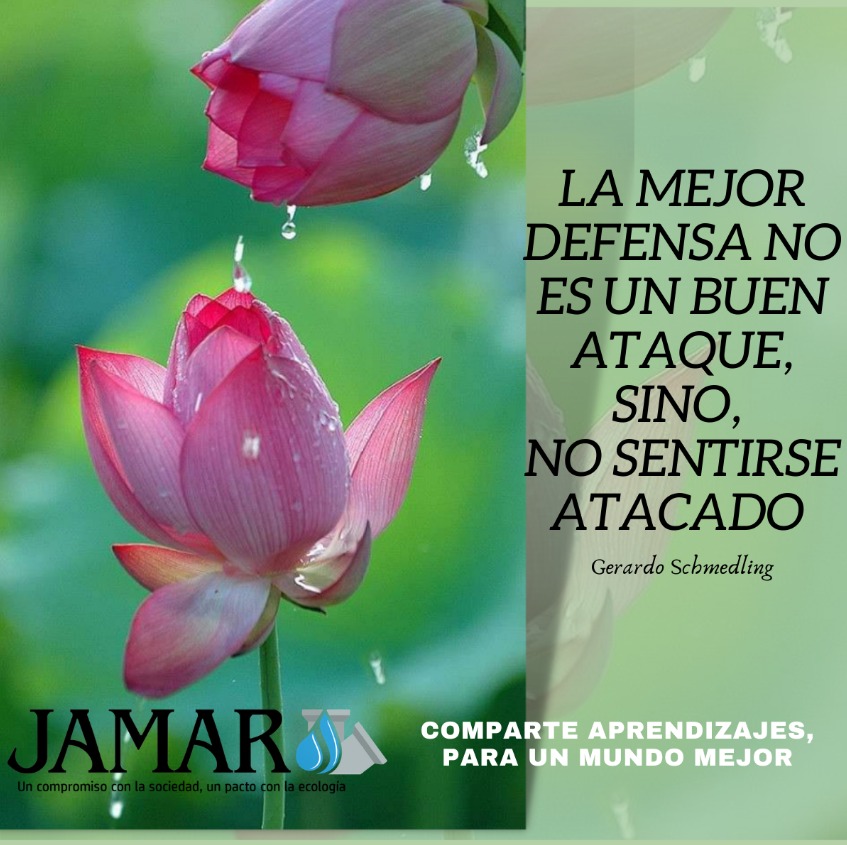 LA MEJOR
DEFENSA NO
ES UN BUEN
ATAQUE,
SINO,
NO SENTIRSE
ATACADO
Gerardo Schmedling
JAMAR
Un compromiso con la sociedad, un pacto con la ecología
COMPARTE APRENDIZAJES,
PARA UN MUNDO MEJOR